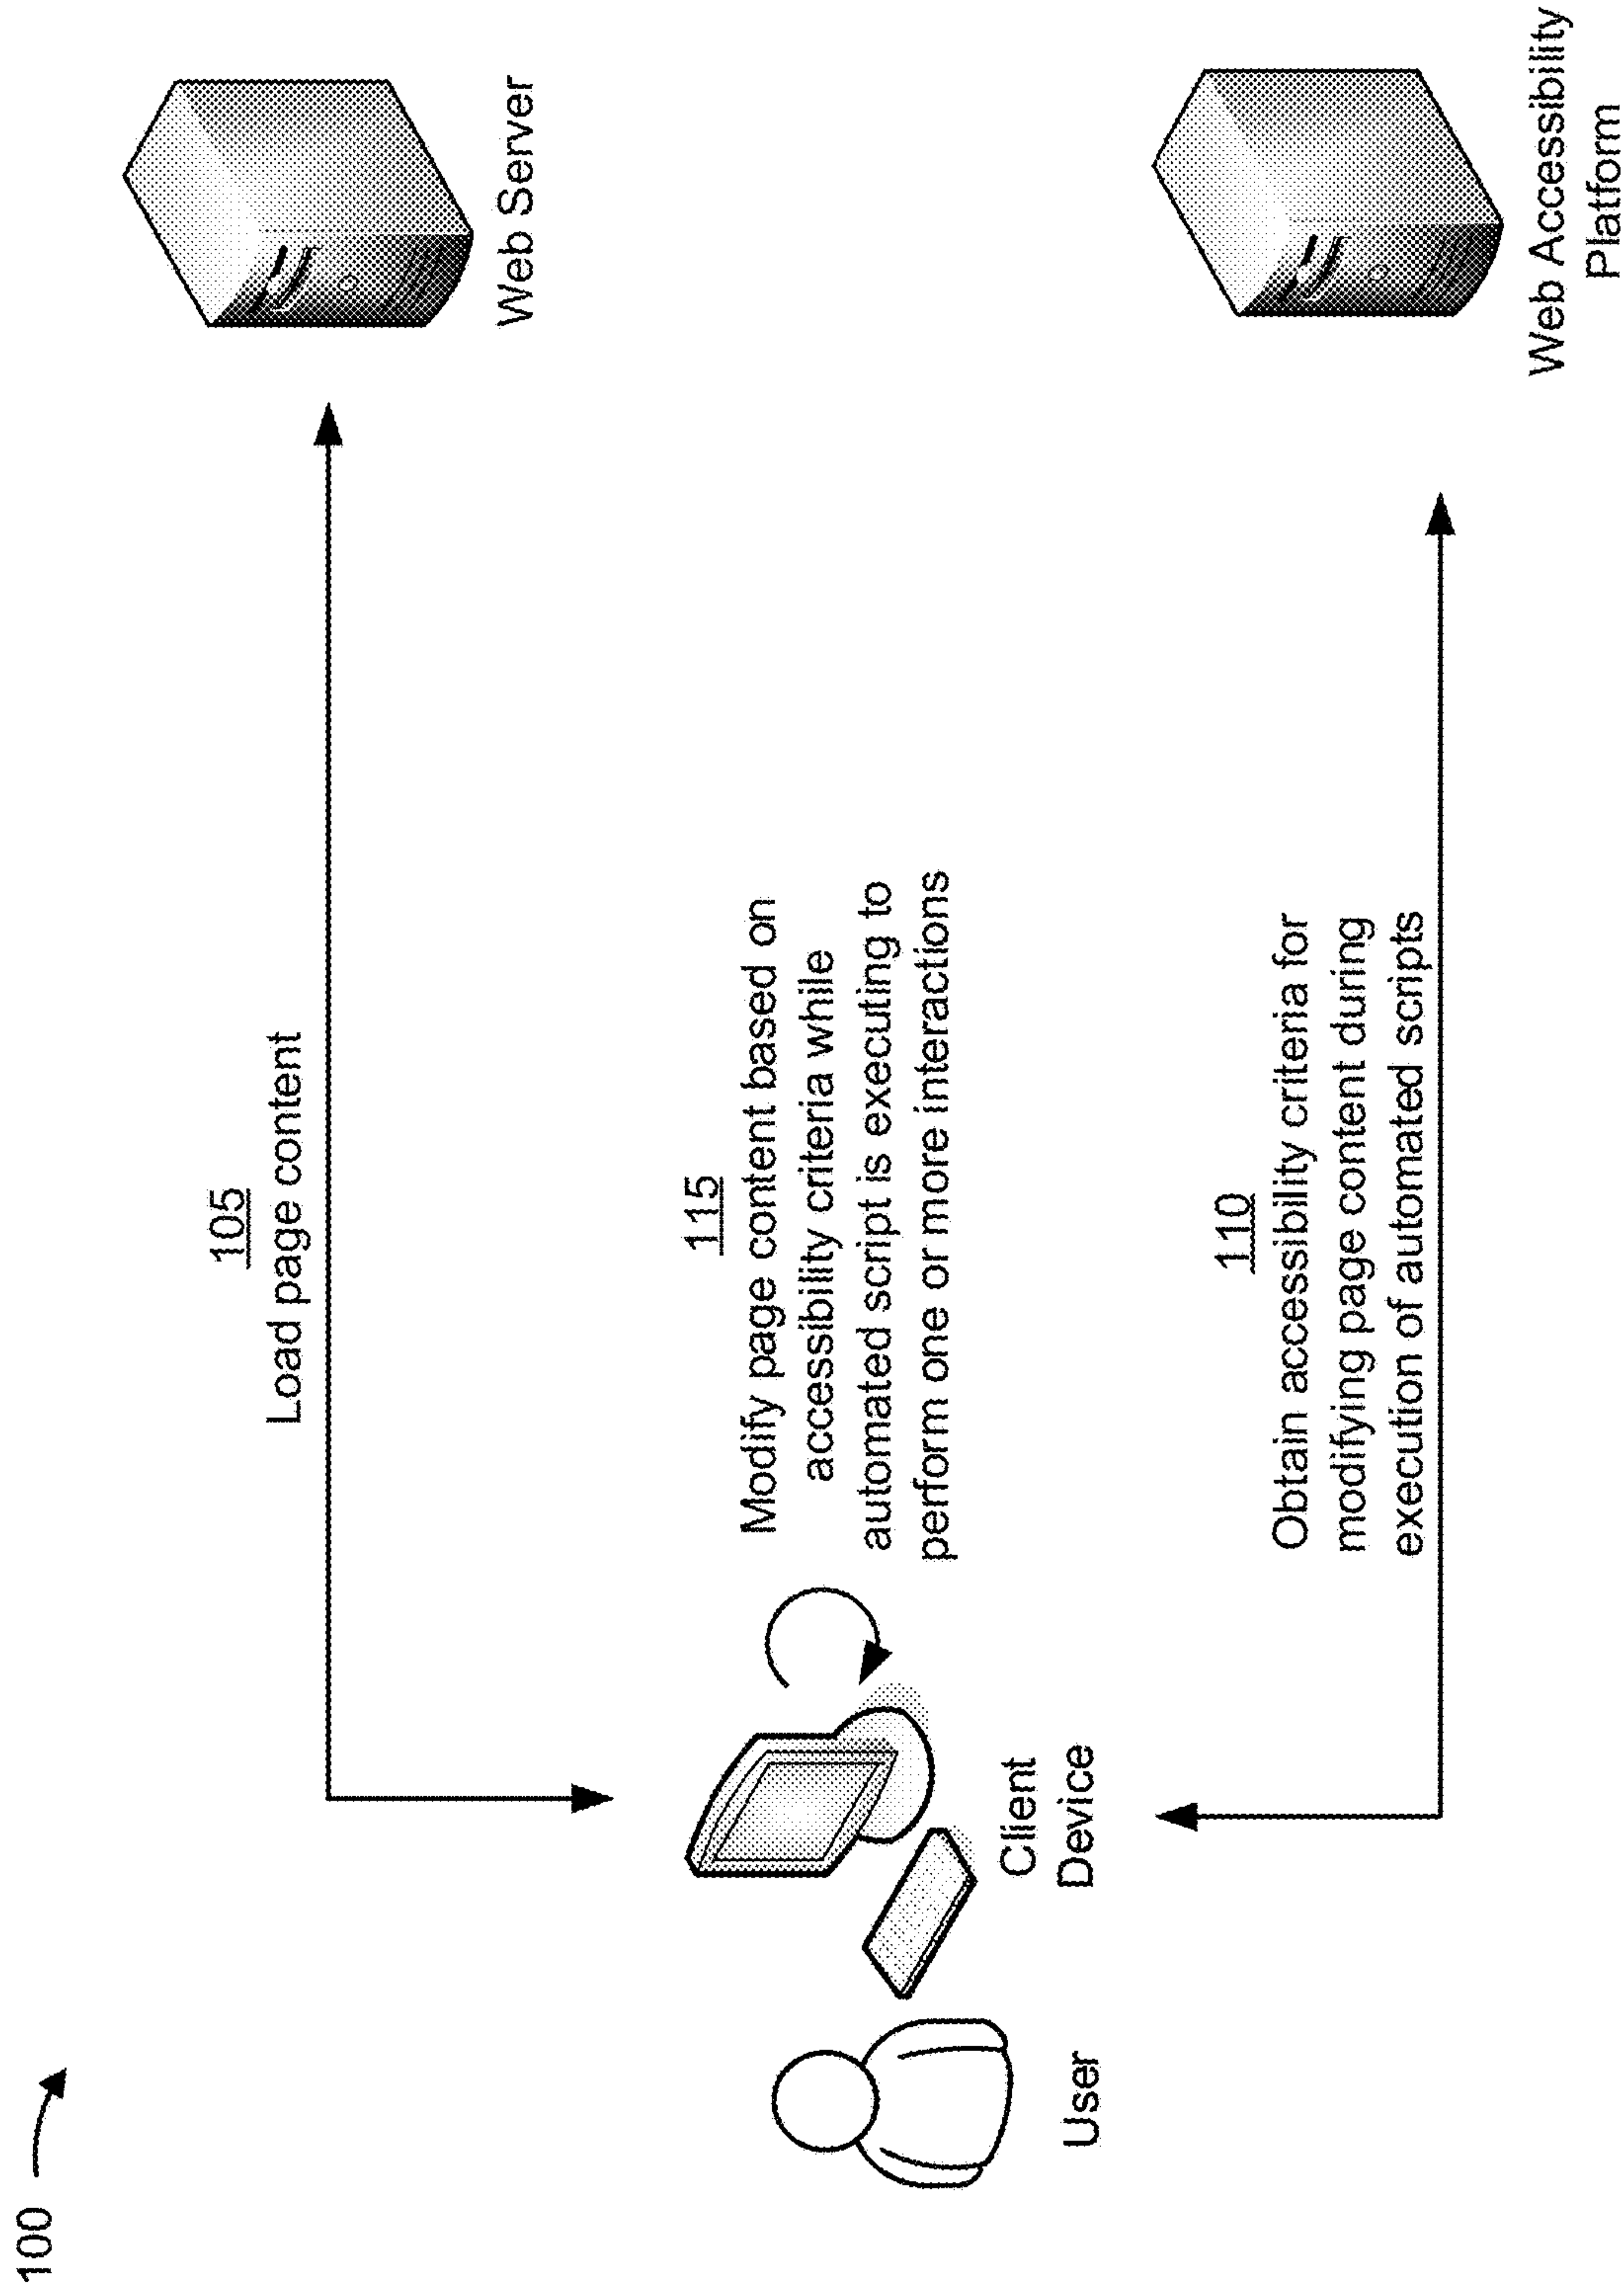 100
105
Load page content
Web Server
115
Modify page content based on
accessibility criteria while
automated script is executing to
perform one or more interactions
User
Client
Device
110
Obtain accessibility criteria for
modifying page content during
execution of automated scripts
Web Accessibility
Platform